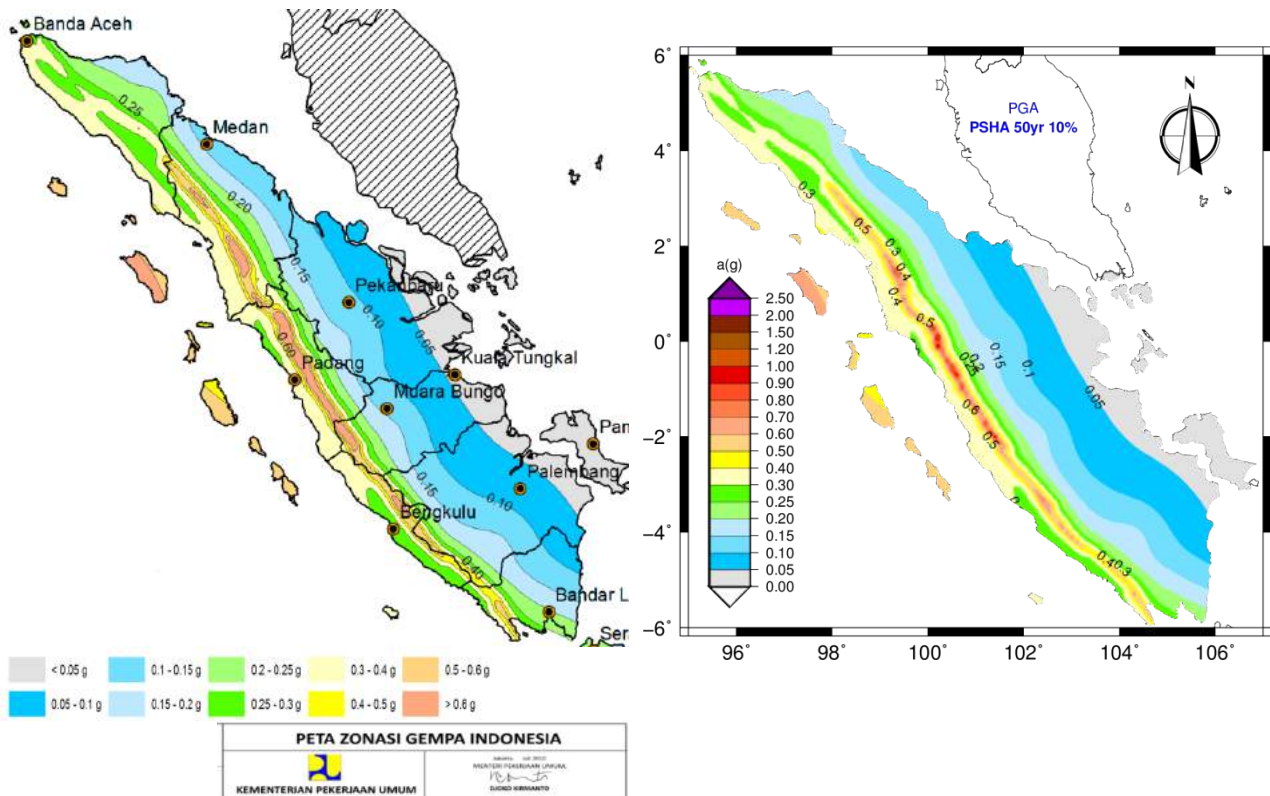 Banda Aceh
0.25
Medan
0.20
0.15
Pekanbaru
0.10
0.05
Kuala Tungkal
0.60
Padang
Muara Bungo
Pan
Palembang
0.15
0.10
Bengkulu
0.40
Bandar L
Ser
< 0.05 g
0.1 - 0.15 g
0.2 - 0.25 g
0.3 - 0.4 g
0.5 - 0.6 g
0.05 - 0.1 g
0.15 - 0.2 g
0.25 - 0.3 g
0.4 - 0.5 g
> 0.6 g
PETA ZONASI GEMPA INDONESIA
KEMENTERIAN PEKERJAAN UMUM
MENTERI PEKERJAAN UMUM,
DJOKO KIRMANTO
6°
4°
2°
0°
−2°
−4°
−6°
96°
98°
100°
102°
104°
106°
PGA
PSHA 50yr 10%
N
a(g)
2.50
2.00
1.50
1.20
1.00
0.90
0.80
0.70
0.60
0.50
0.40
0.30
0.25
0.20
0.15
0.10
0.05
0.00
0.3
0.5
0.3
0.4
0.4
0.5
0.2
0.25
0.15
0.1
0.05
0.6
0.5
0.4
0.3